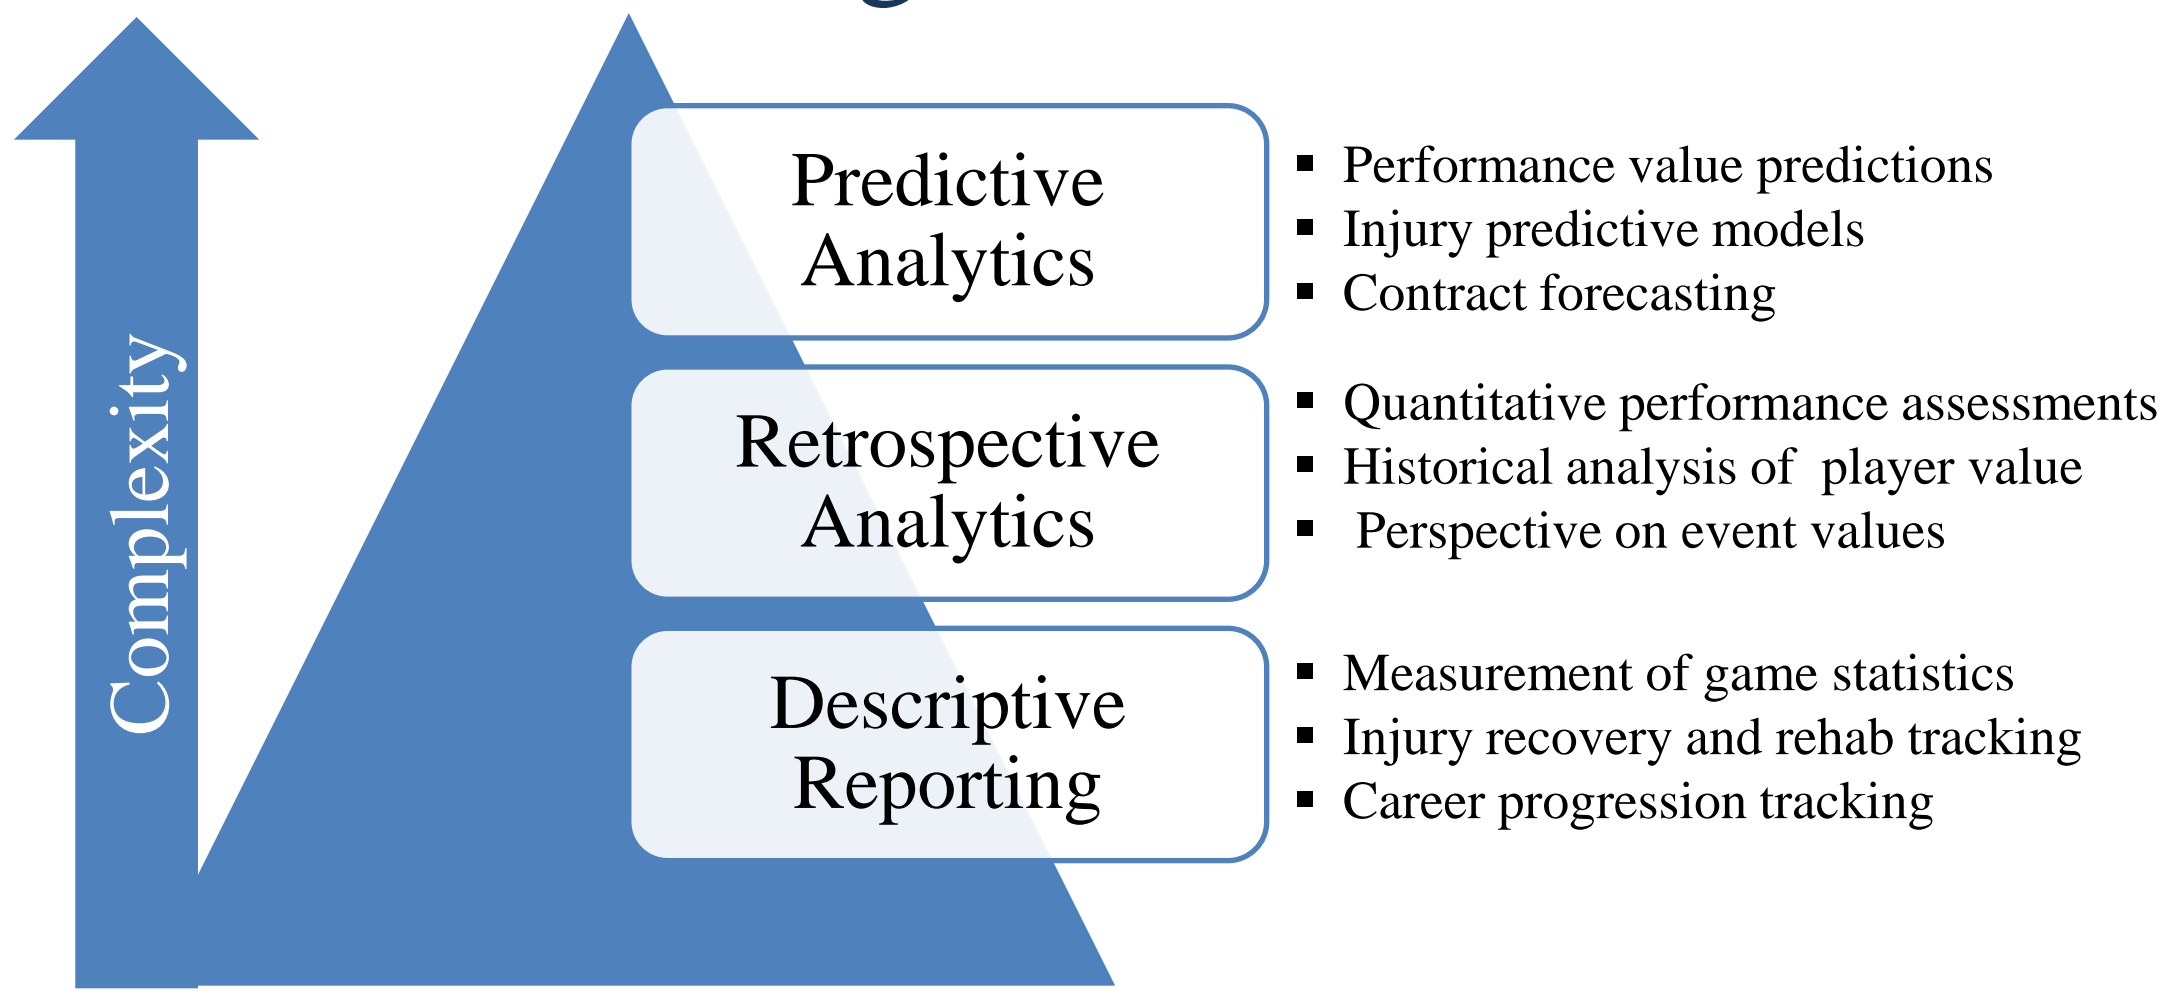 Complexity
Predictive
Analytics
▪ Performance value predictions
▪ Injury predictive models
▪ Contract forecasting
Retrospective
Analytics
▪ Quantitative performance assessments
▪ Historical analysis of  player value
▪ Perspective on event values
Descriptive
Reporting
▪ Measurement of game statistics
▪ Injury recovery and rehab tracking
▪ Career progression tracking